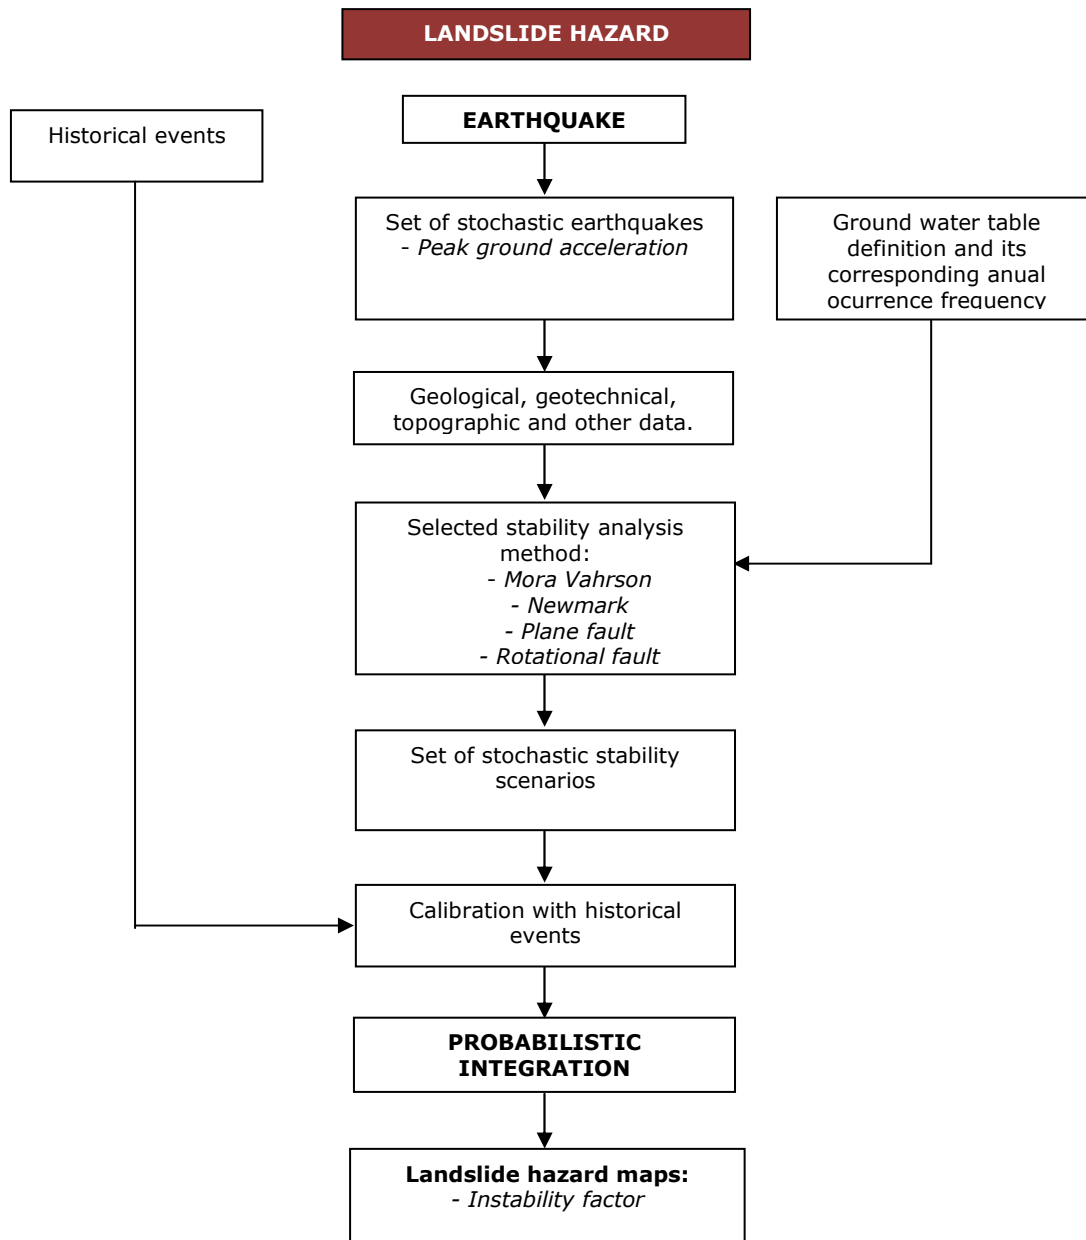 LANDSLIDE HAZARD
EARTHQUAKE
Historical events
Set of stochastic earthquakes
- Peak ground acceleration
Ground water table
definition and its
corresponding anual
ocurrence frequency
Geological, geotechnical,
topographic and other data.
Selected stability analysis
method:
- Mora Vahrson
- Newmark
- Plane fault
- Rotational fault
Set of stochastic stability
scenarios
Calibration with historical
events
PROBABILISTIC
INTEGRATION
Landslide hazard maps:
- Instability factor